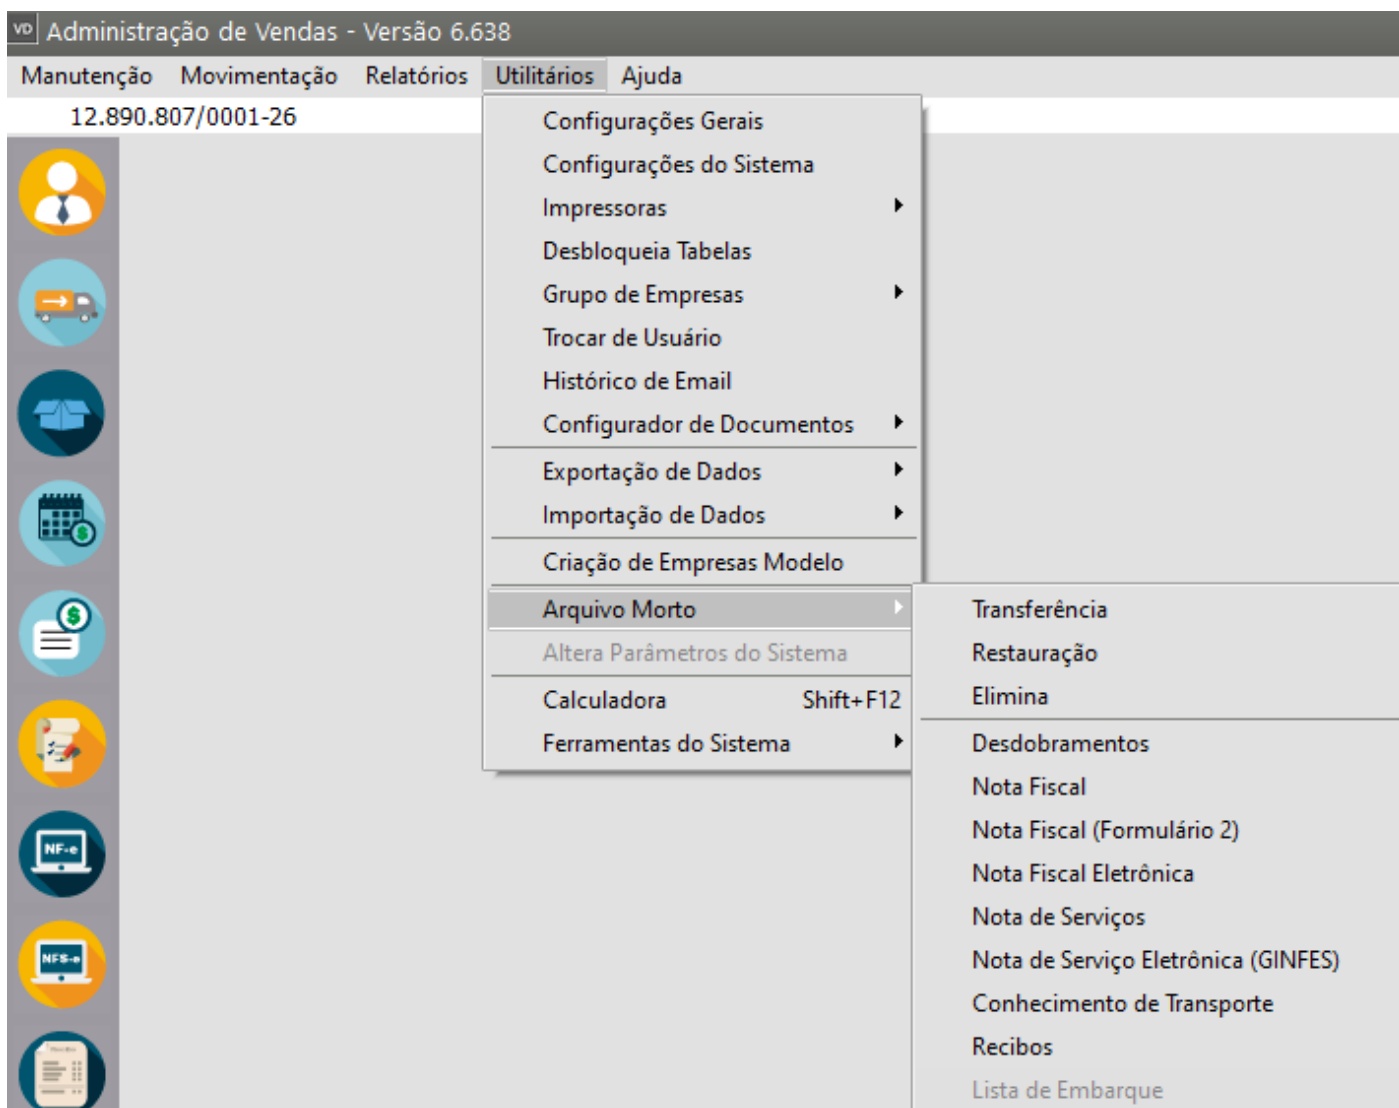 VD Administração de Vendas - Versão 6.638
Manutenção Movimentação Relatórios Utilitários Ajuda
12.890.807/0001-26
Configurações Gerais
Configurações do Sistema
Impressoras
Desbloqueia Tabelas
Grupo de Empresas
Trocar de Usuário
Histórico de Email
Configurador de Documentos
Exportação de Dados
Importação de Dados
Criação de Empresas Modelo
Arquivo Morto
Altera Parâmetros do Sistema
Calculadora Shift+F12
Ferramentas do Sistema
Transferência
Restauração
Elimina
Desdobramentos
Nota Fiscal
Nota Fiscal (Formulário 2)
Nota Fiscal Eletrônica
Nota de Serviços
Nota de Serviço Eletrônica (GINFES)
Conhecimento de Transporte
Recibos
Lista de Embarque
$
$
NF-e
NFS-e